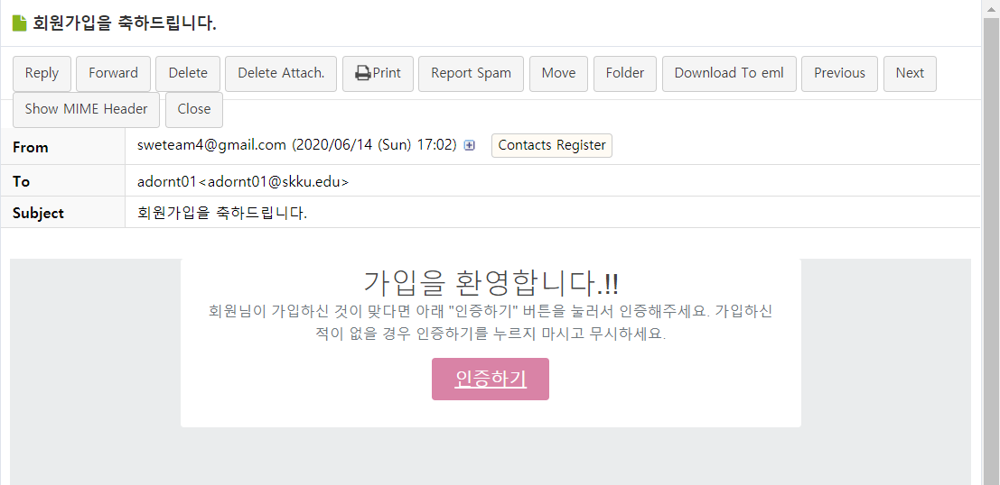 회원가입을 축하드립니다.
Reply Forward Delete Delete Attach. Print Report Spam Move Folder Download To eml Previous Next
Show MIME Header Close
From sweteam4@gmail.com (2020/06/14 (Sun) 17:02) Contacts Register
To adornt01<adornt01@skku.edu>
Subject 회원가입을 축하드립니다.
가입을 환영합니다.!!
회원님이 가입하신 것이 맞다면 아래 "인증하기" 버튼을 눌러서 인증해주세요. 가입하신
적이 없을 경우 인증하기를 누르지 마시고 무시하세요.
인증하기